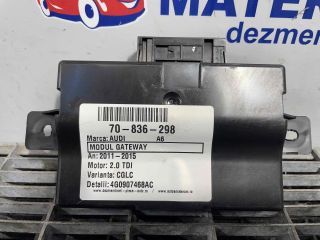 MATE
dezmem
70-836-298
Marca: AUDI A6
MODUL GATEWAY
An: 2011-2015
Motor: 2.0 TDI
Varianta: CGLC
Detalii: 4G0907468AC